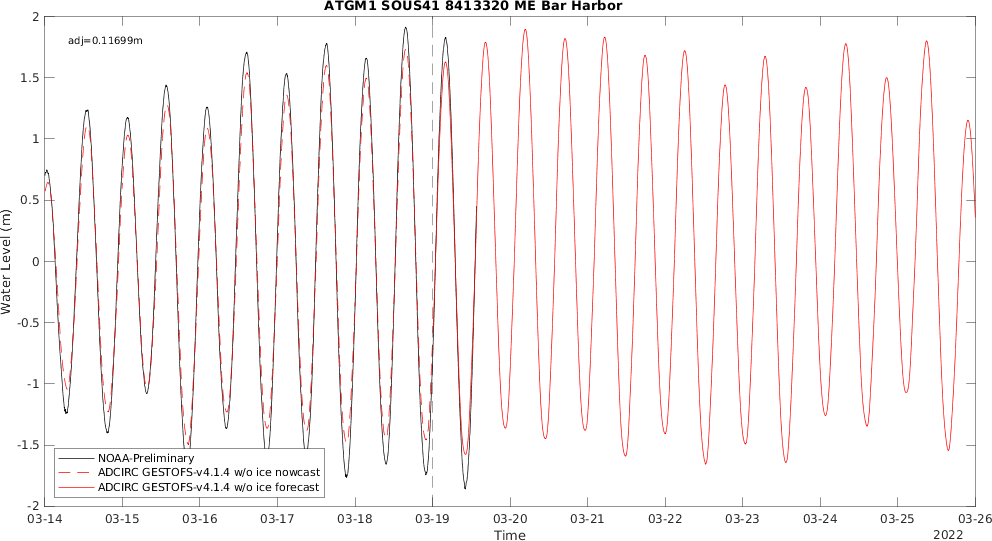 ATGM1 SOUS41 8413320 ME Bar Harbor
adj=0.11699m
2
1.5
1
0.5
0
-0.5
-1
-1.5
-2
Water Level (m)
NOAA-Preliminary
ADCIRC GESTOFS-v4.1.4 w/o ice nowcast
ADCIRC GESTOFS-v4.1.4 w/o ice forecast
03-14 03-15 03-16 03-17 03-18 03-19 03-20 03-21 03-22 03-23 03-24 03-25 03-26
Time
2022